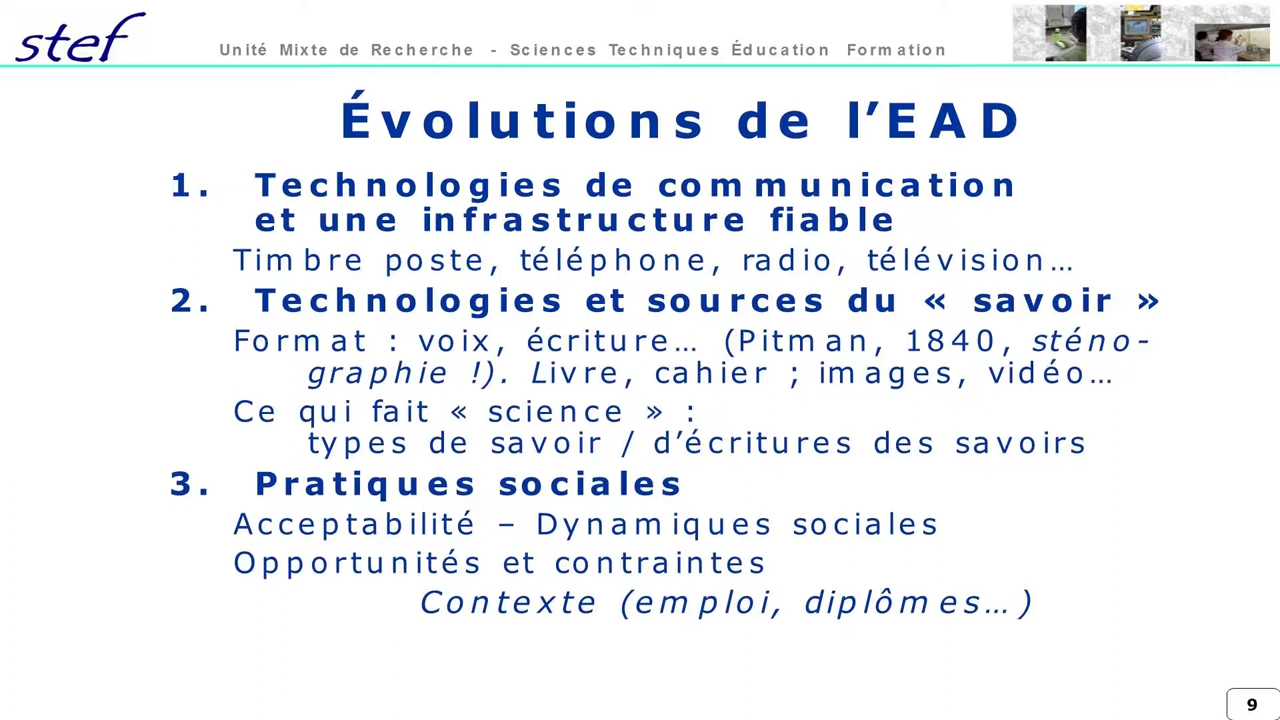 stef
Unité Mixte de Recherche - Sciences Techniques Éducation Formation
Évolutions de l’EAD
1. Technologies de communication
et une infrastructure fiable
Timbre poste, téléphone, radio, télévision…
2. Technologies et sources du « savoir »
Format : voix, écriture… (Pitman, 1840, sténo-
graphie !). Livre, cahier ; images, vidéo…
Ce qui fait « science » :
types de savoir / d’écritures des savoirs
3. Pratiques sociales
Acceptabilité – Dynamiques sociales
Opportunités et contraintes
Contexte (emploi, diplômes…)
9